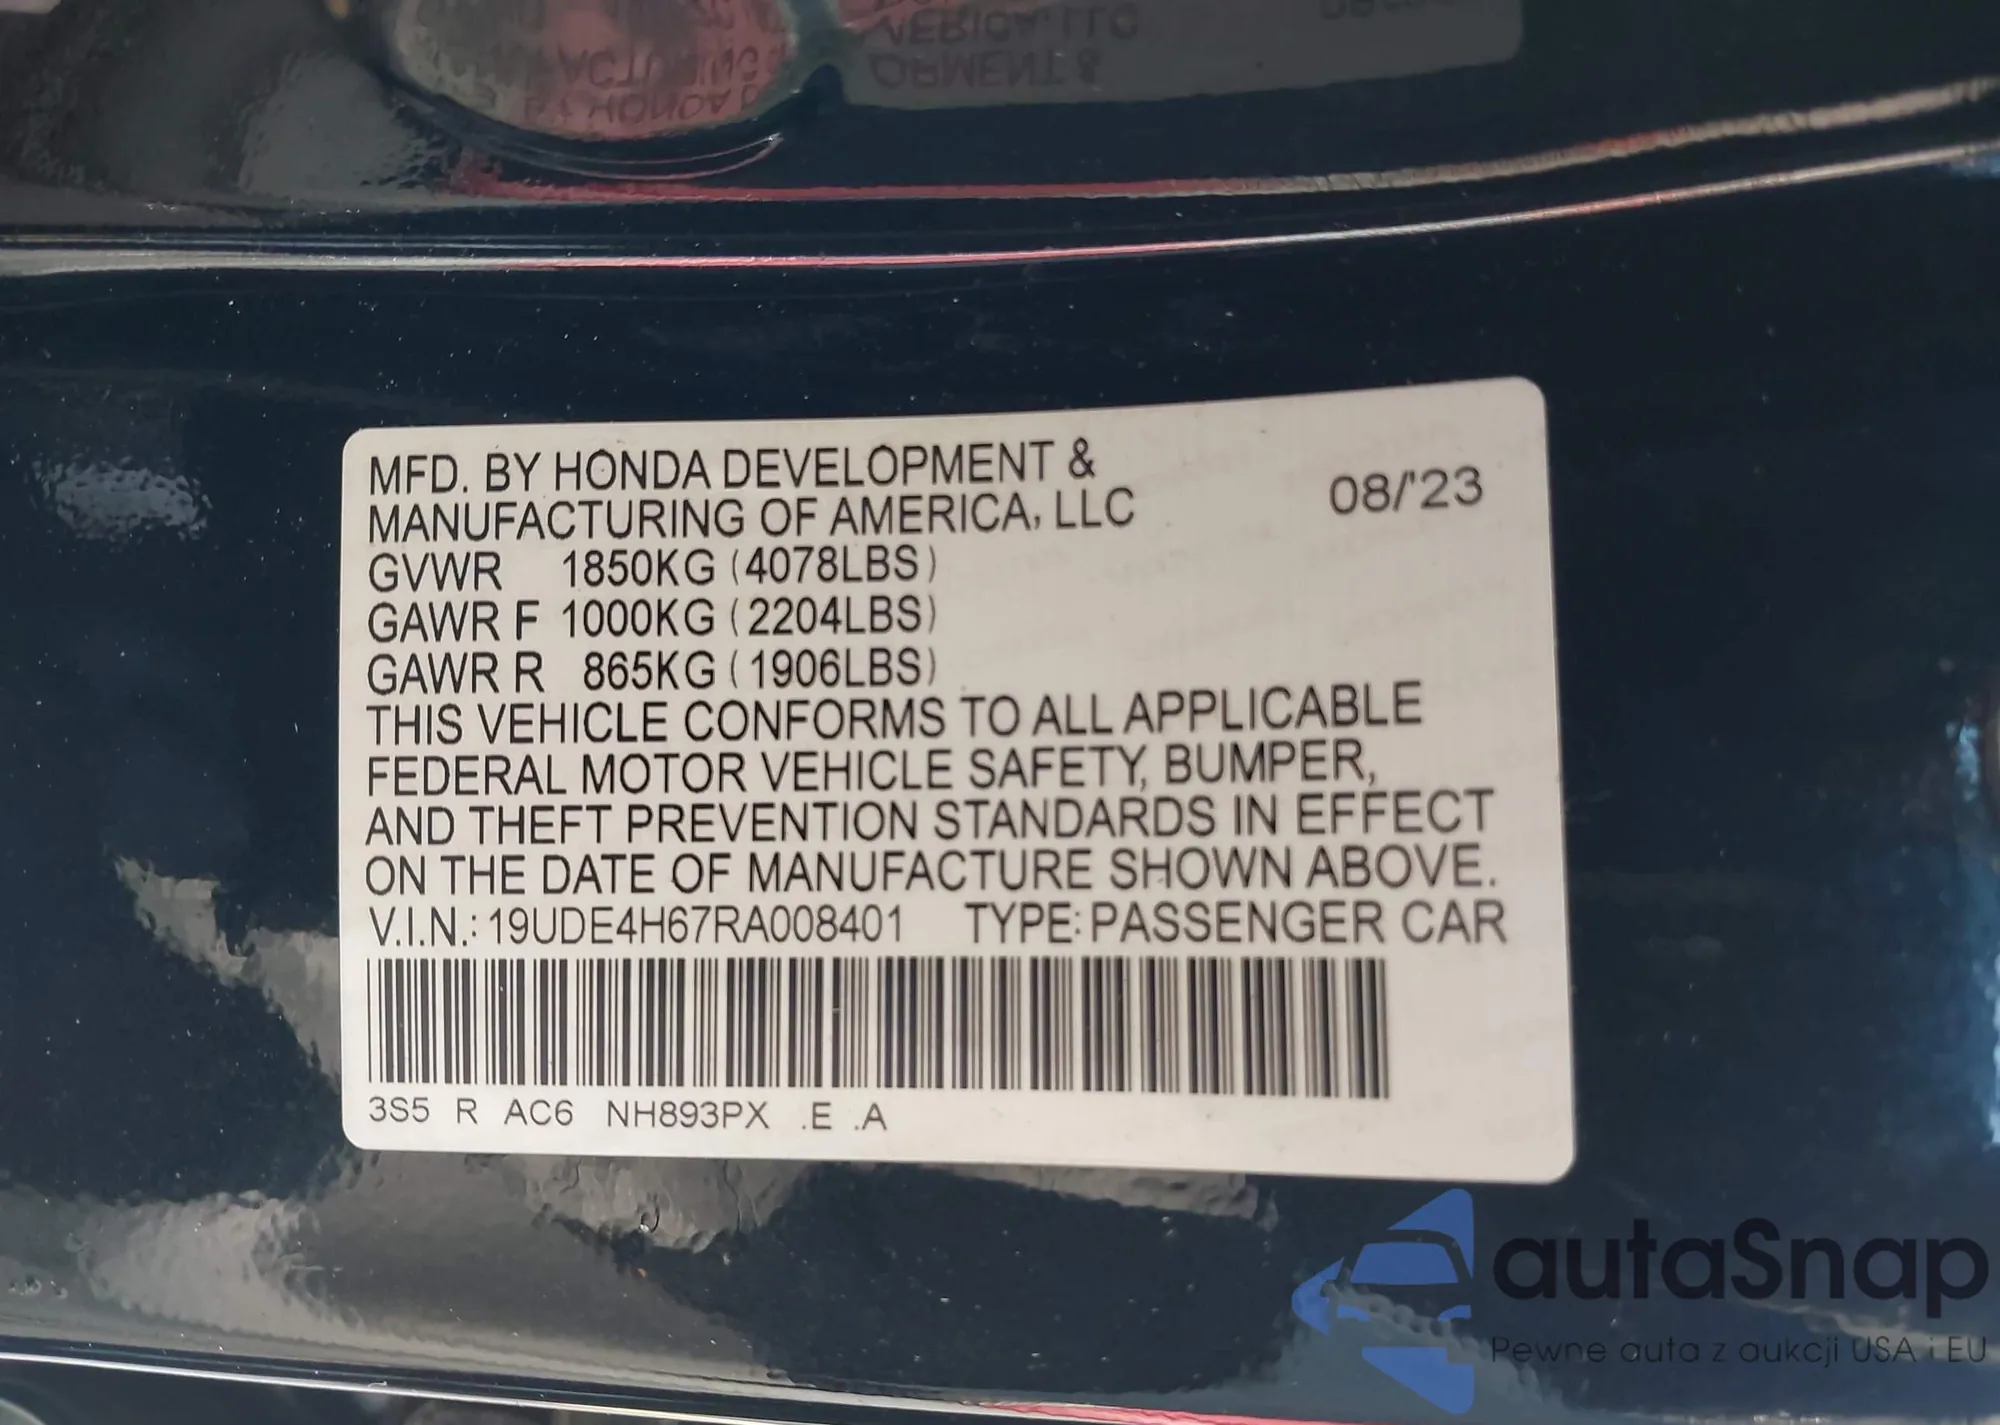 MFD. BY HONDA DEVELOPMENT &
MANUFACTURING OF AMERICA, LLC
08/'23
GVWR 1850KG (4078LBS)
GAWR F 1000KG (2204LBS)
GAWR R 865KG (1906LBS)
THIS VEHICLE CONFORMS TO ALL APPLICABLE
FEDERAL MOTOR VEHICLE SAFETY, BUMPER,
AND THEFT PREVENTION STANDARDS IN EFFECT
ON THE DATE OF MANUFACTURE SHOWN ABOVE.
V.I.N.: 19UDE4H67RA008401 TYPE: PASSENGER CAR
3S5 R AC6 NH893PX .E .A
autaSnap
Pewne auta z aukcji USA i EU